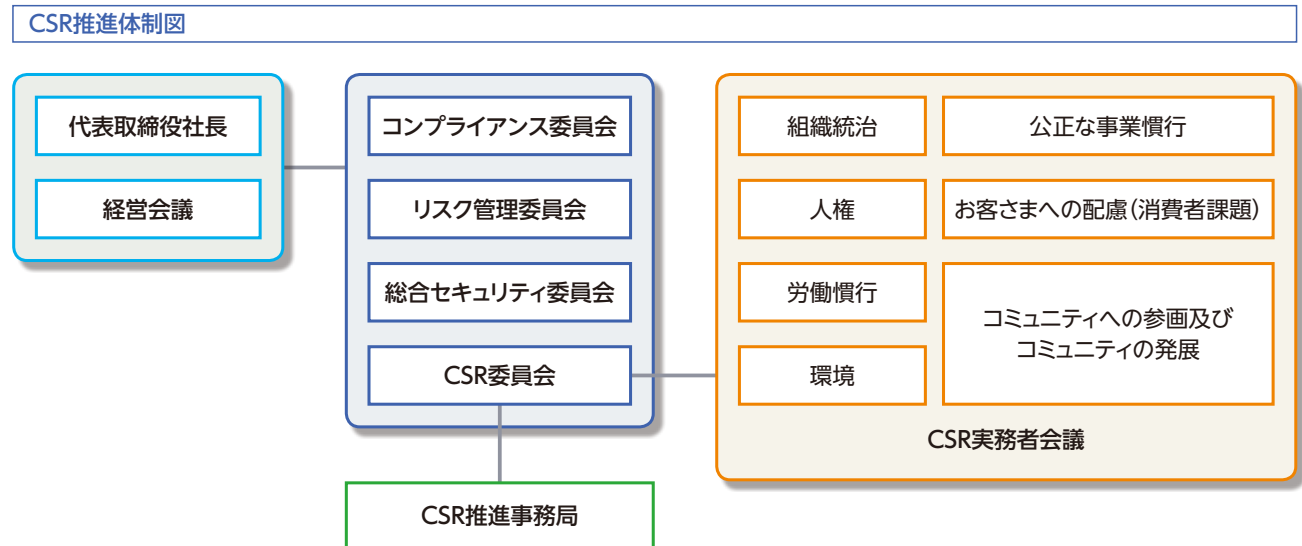 CSR推進体制図
代表取締役社長
経営会議
コンプライアンス委員会
リスク管理委員会
総合セキュリティ委員会
CSR委員会
CSR推進事務局
組織統治
公正な事業慣行
人権
お客さまへの配慮(消費者課題)
労働慣行
環境
コミュニティへの参画及び
コミュニティの発展
CSR実務者会議